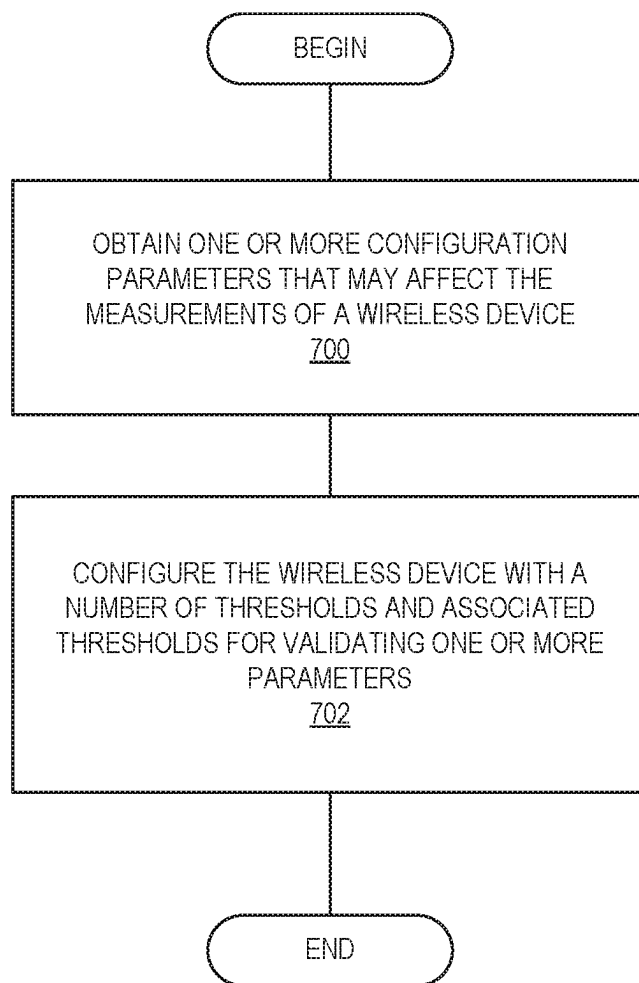 BEGIN
OBTAIN ONE OR MORE CONFIGURATION
PARAMETERS THAT MAY AFFECT THE
MEASUREMENTS OF A WIRELESS DEVICE
700
CONFIGURE THE WIRELESS DEVICE WITH A
NUMBER OF THRESHOLDS AND ASSOCIATED
THRESHOLDS FOR VALIDATING ONE OR MORE
PARAMETERS
702
END